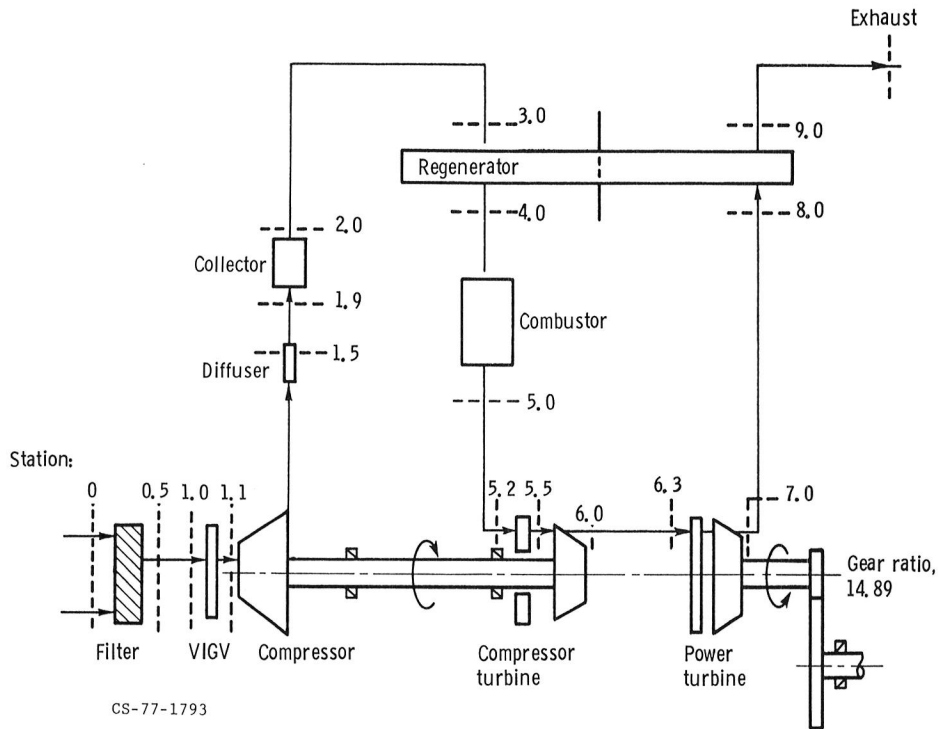 Exhaust
3.0
9.0
Regenerator
4.0
8.0
2.0
Collector
1.9
Combustor
1.5
Diffuser
5.0
Station:
0
0.5
1.0
1.1
5.2
5.5
6.0
6.3
7.0
Gear ratio,
14.89
Filter
VIGV
Compressor
Compressor
turbine
Power
turbine
CS-77-1793